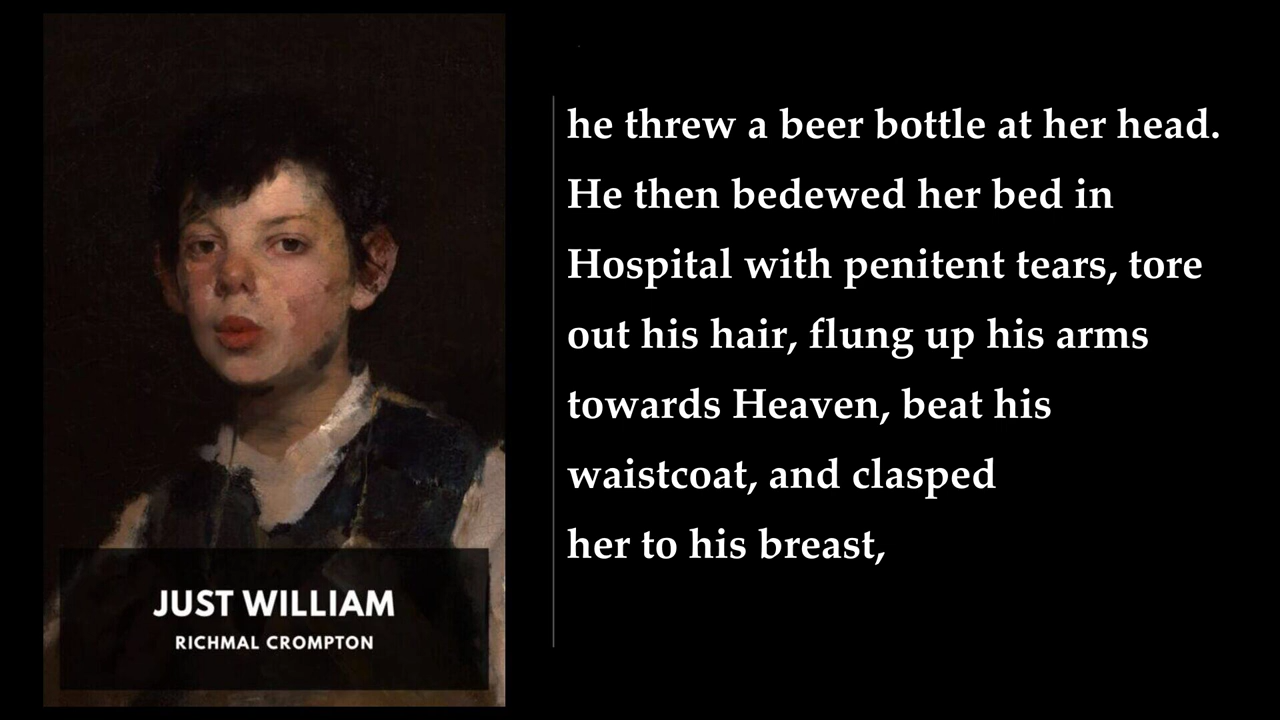 he threw a beer bottle at her head.
He then bedewed her bed in
Hospital with penitent tears, tore
out his hair, flung up his arms
towards Heaven, beat his
waistcoat, and clasped
her to his breast,
JUST WILLIAM
RICHMAL CROMPTON